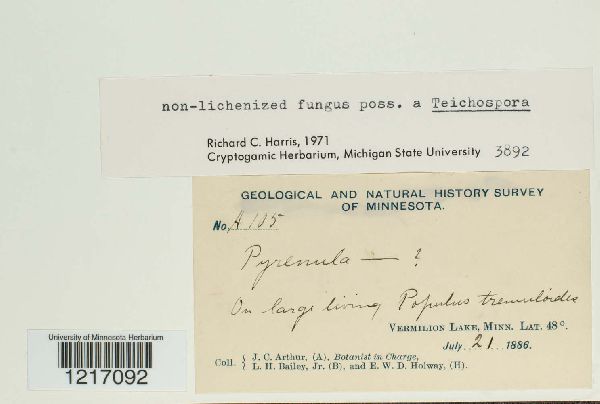 non-lichenized fungus poss. a Teichospora
Richard C. Harris, 1971
Cryptogamic Herbarium, Michigan State University 3892
GEOLOGICAL AND NATURAL HISTORY SURVEY
OF MINNESOTA.
No. A 105
Pyrenula — ?
On large living Populus tremuloides
VERMILION LAKE, MINN. LAT. 48°.
July 21 1886.
Coll. { J. C. Arthur, (A), Botanist in Charge,
L. H. Bailey, Jr. (B), and E. W. D. Holway, (H).
University of Minnesota Herbarium
1217092